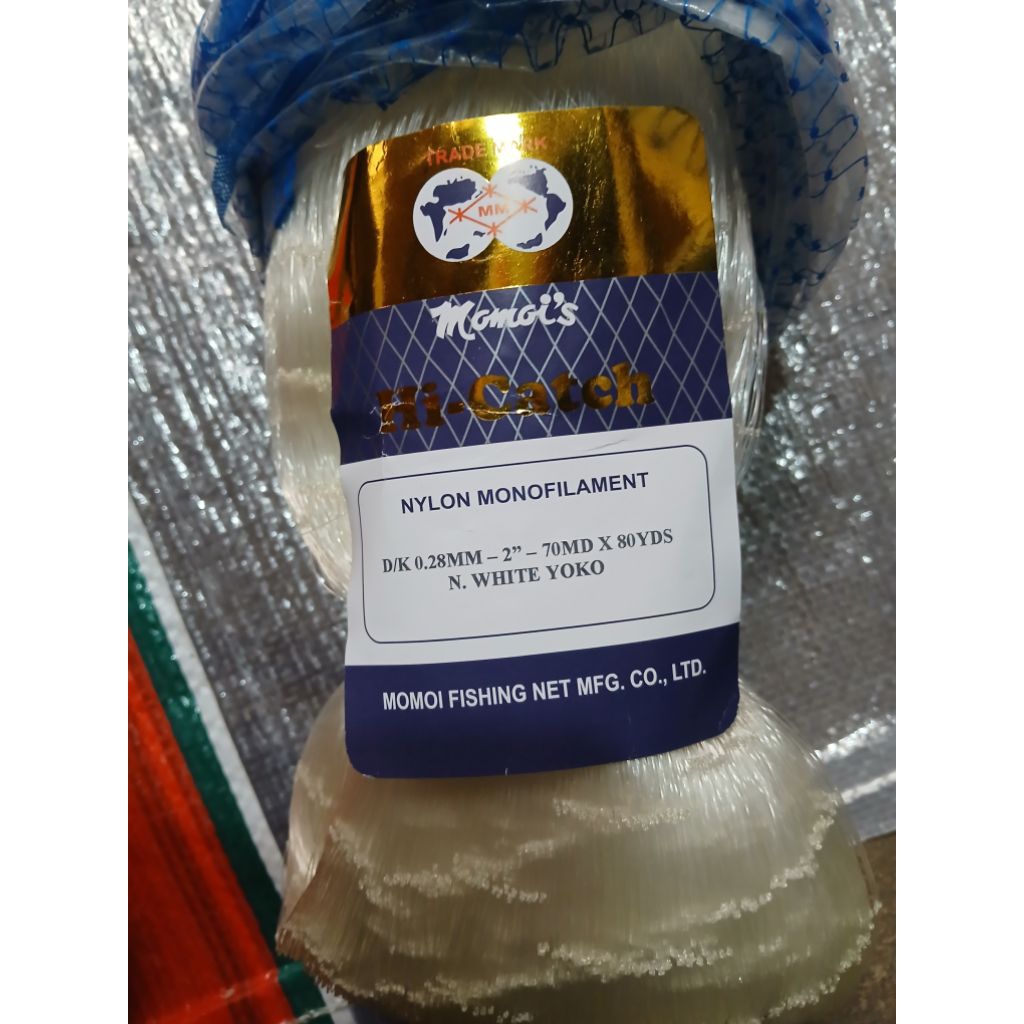 TRADE MARK
MM
Momoi's
Hi-Catch
NYLON MONOFILAMENT
D/K 0.28MM – 2” – 70MD X 80YDS
N. WHITE YOKO
MOMOI FISHING NET MFG. CO., LTD.